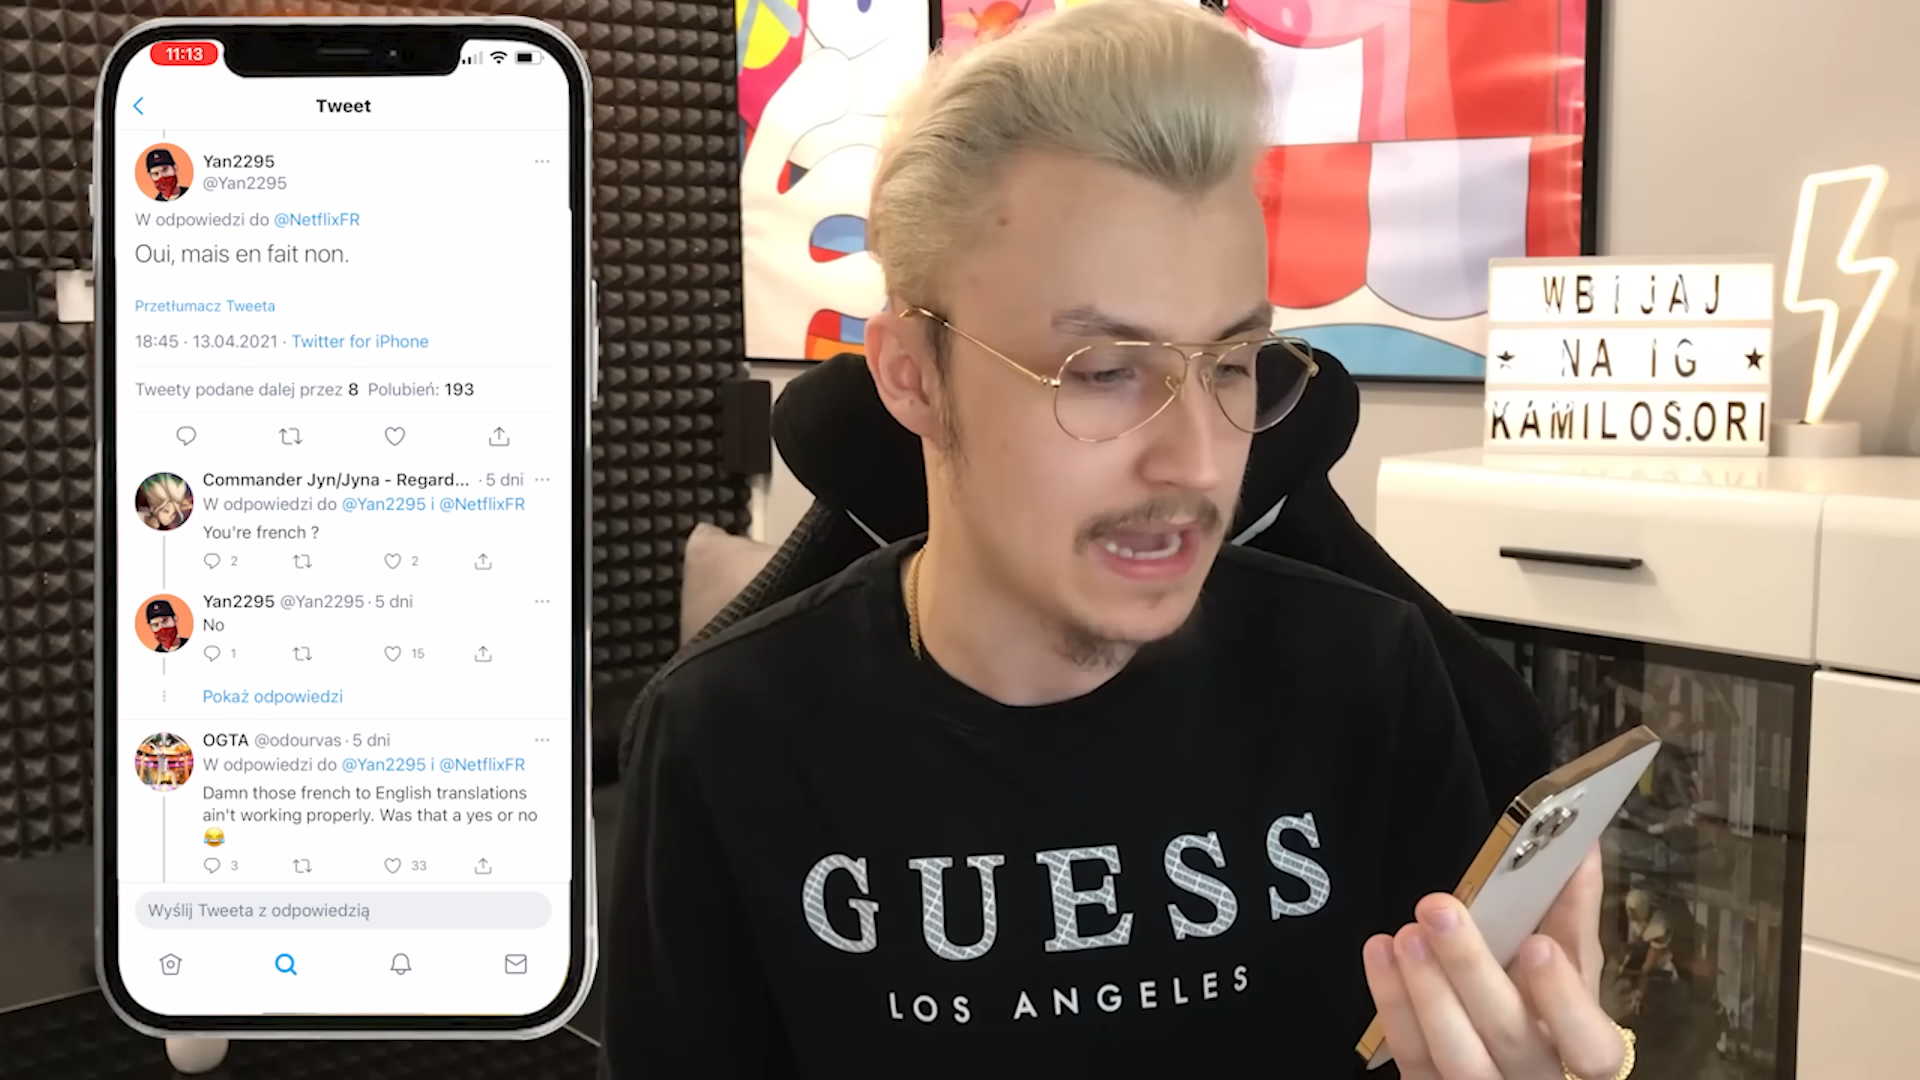 11:13
Tweet
Yan2295
@Yan2295
W odpowiedzi do @NetflixFR
Oui, mais en fait non.
Przetłumacz Tweeta
18:45 · 13.04.2021 · Twitter for iPhone
Tweety podane dalej przez 8 Polubień: 193
Commander Jyn/Jyna - Regard... · 5 dni
W odpowiedzi do @Yan2295 i @NetflixFR
You're french ?
2 2
Yan2295 @Yan2295 · 5 dni
No
1 15
Pokaż odpowiedzi
OGTA @odourvas · 5 dni
W odpowiedzi do @Yan2295 i @NetflixFR
Damn those french to English translations
ain't working properly. Was that a yes or no
😂
3 33
Wyślij Tweeta z odpowiedzią
WBIJAJ
★ NA IG ★
KAMILOS.ORI
GUESS
LOS ANGELES